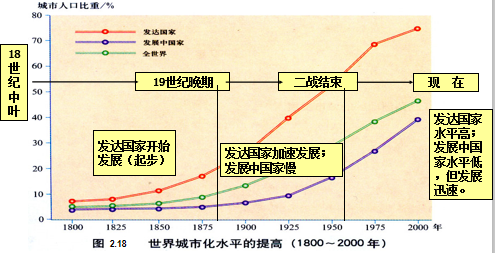 城市人口比重/%
80
70
60
50
40
30
20
10
0
发达国家
发展中国家
全世界
18世纪中叶
19世纪晚期
二战结束
现 在
发达国家开始
发展（起步）
发达国家加速发展；
发展中国家慢
发达国家
水平高；
发展中国
家水平低
，但发展
迅速。
1800 1825 1850 1875 1900 1925 1950 1975 2000 年
图 2.18 世界城市化水平的提高（1800～2000 年）